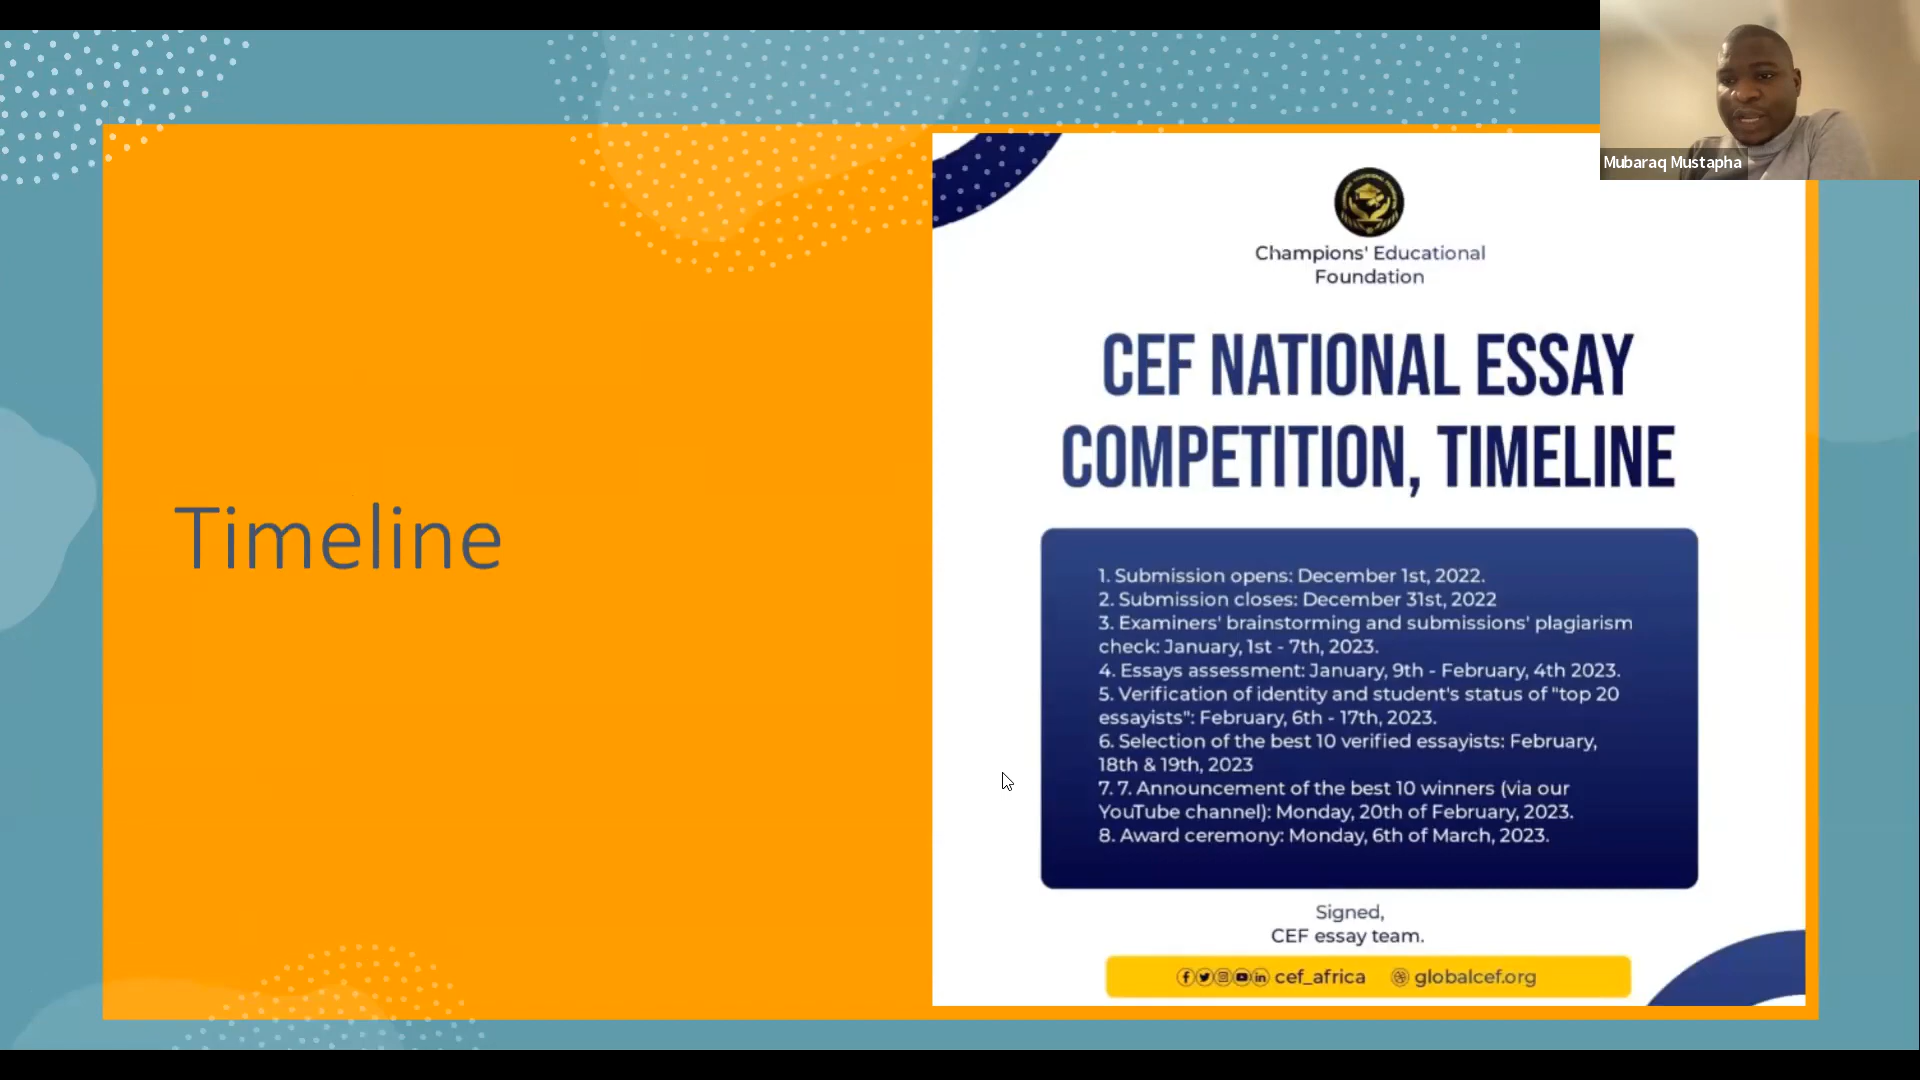 Mubaraq Mustapha
Timeline
Champions' Educational
Foundation
CEF NATIONAL ESSAY
COMPETITION, TIMELINE
1. Submission opens: December 1st, 2022.
2. Submission closes: December 31st, 2022
3. Examiners' brainstorming and submissions' plagiarism
check: January, 1st - 7th, 2023.
4. Essays assessment: January, 9th - February, 4th 2023.
5. Verification of identity and student's status of "top 20
essayists": February, 6th - 17th, 2023.
6. Selection of the best 10 verified essayists: February,
18th & 19th, 2023
7. 7. Announcement of the best 10 winners (via our
YouTube channel): Monday, 20th of February, 2023.
8. Award ceremony: Monday, 6th of March, 2023.
Signed,
CEF essay team.
cef_africa globalcef.org